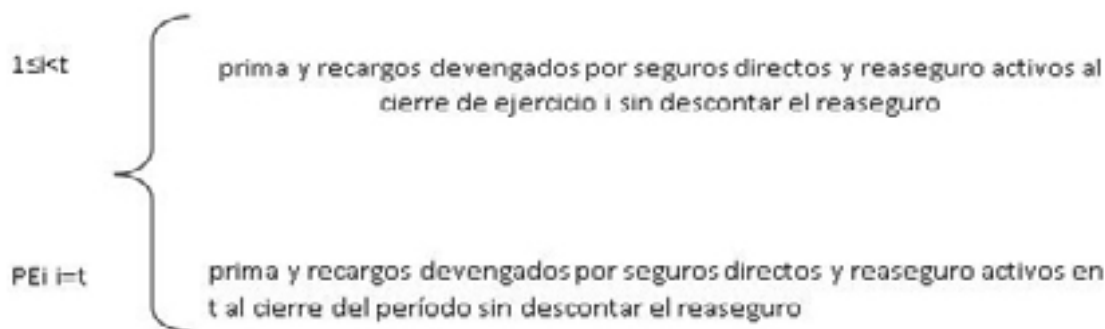 1≤i<t
prima y recargos devengados por seguros directos y reaseguro activos al
cierre de ejercicio i sin descontar el reaseguro
PEi i=t
prima y recargos devengados por seguros directos y reaseguro activos en
t al cierre del período sin descontar el reaseguro